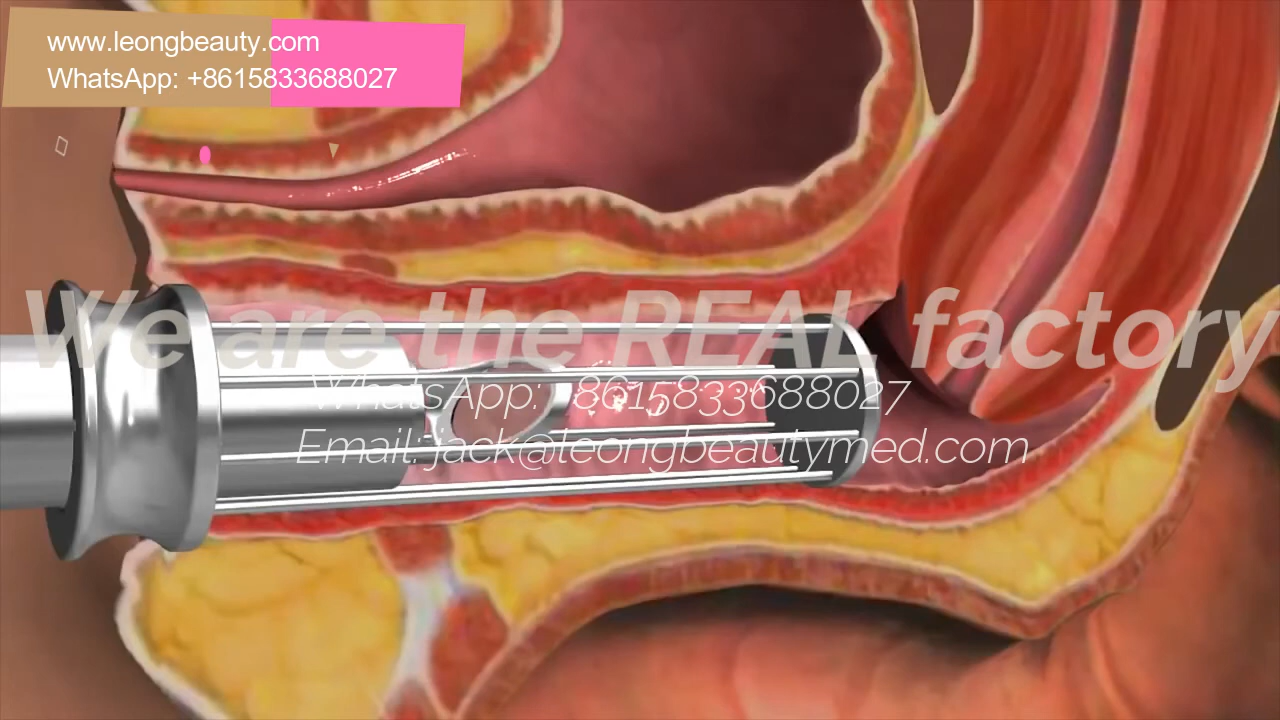 www.leongbeauty.com
WhatsApp: +8615833688027
We are the REAL factory
WhatsApp: +8615833688027
Email: jack@leongbeautymed.com